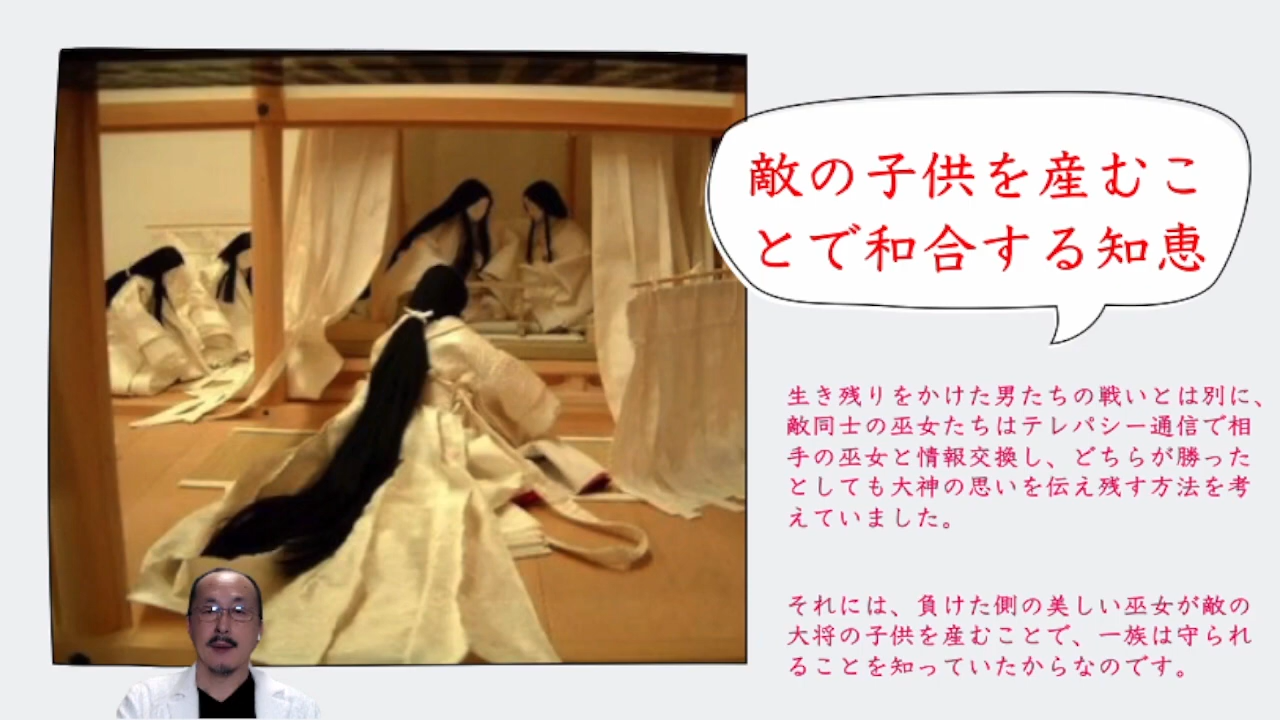 敵の子供を産むこ
とで和合する知恵
生き残りをかけた男たちの戦いとは別に、
敵同士の巫女たちはテレパシー通信で相
手の巫女と情報交換し、どちらが勝った
としても大神の思いを伝え残す方法を考
えていました。
それには、負けた側の美しい巫女が敵の
大将の子供を産むことで、一族は守られ
ることを知っていたからなのです。